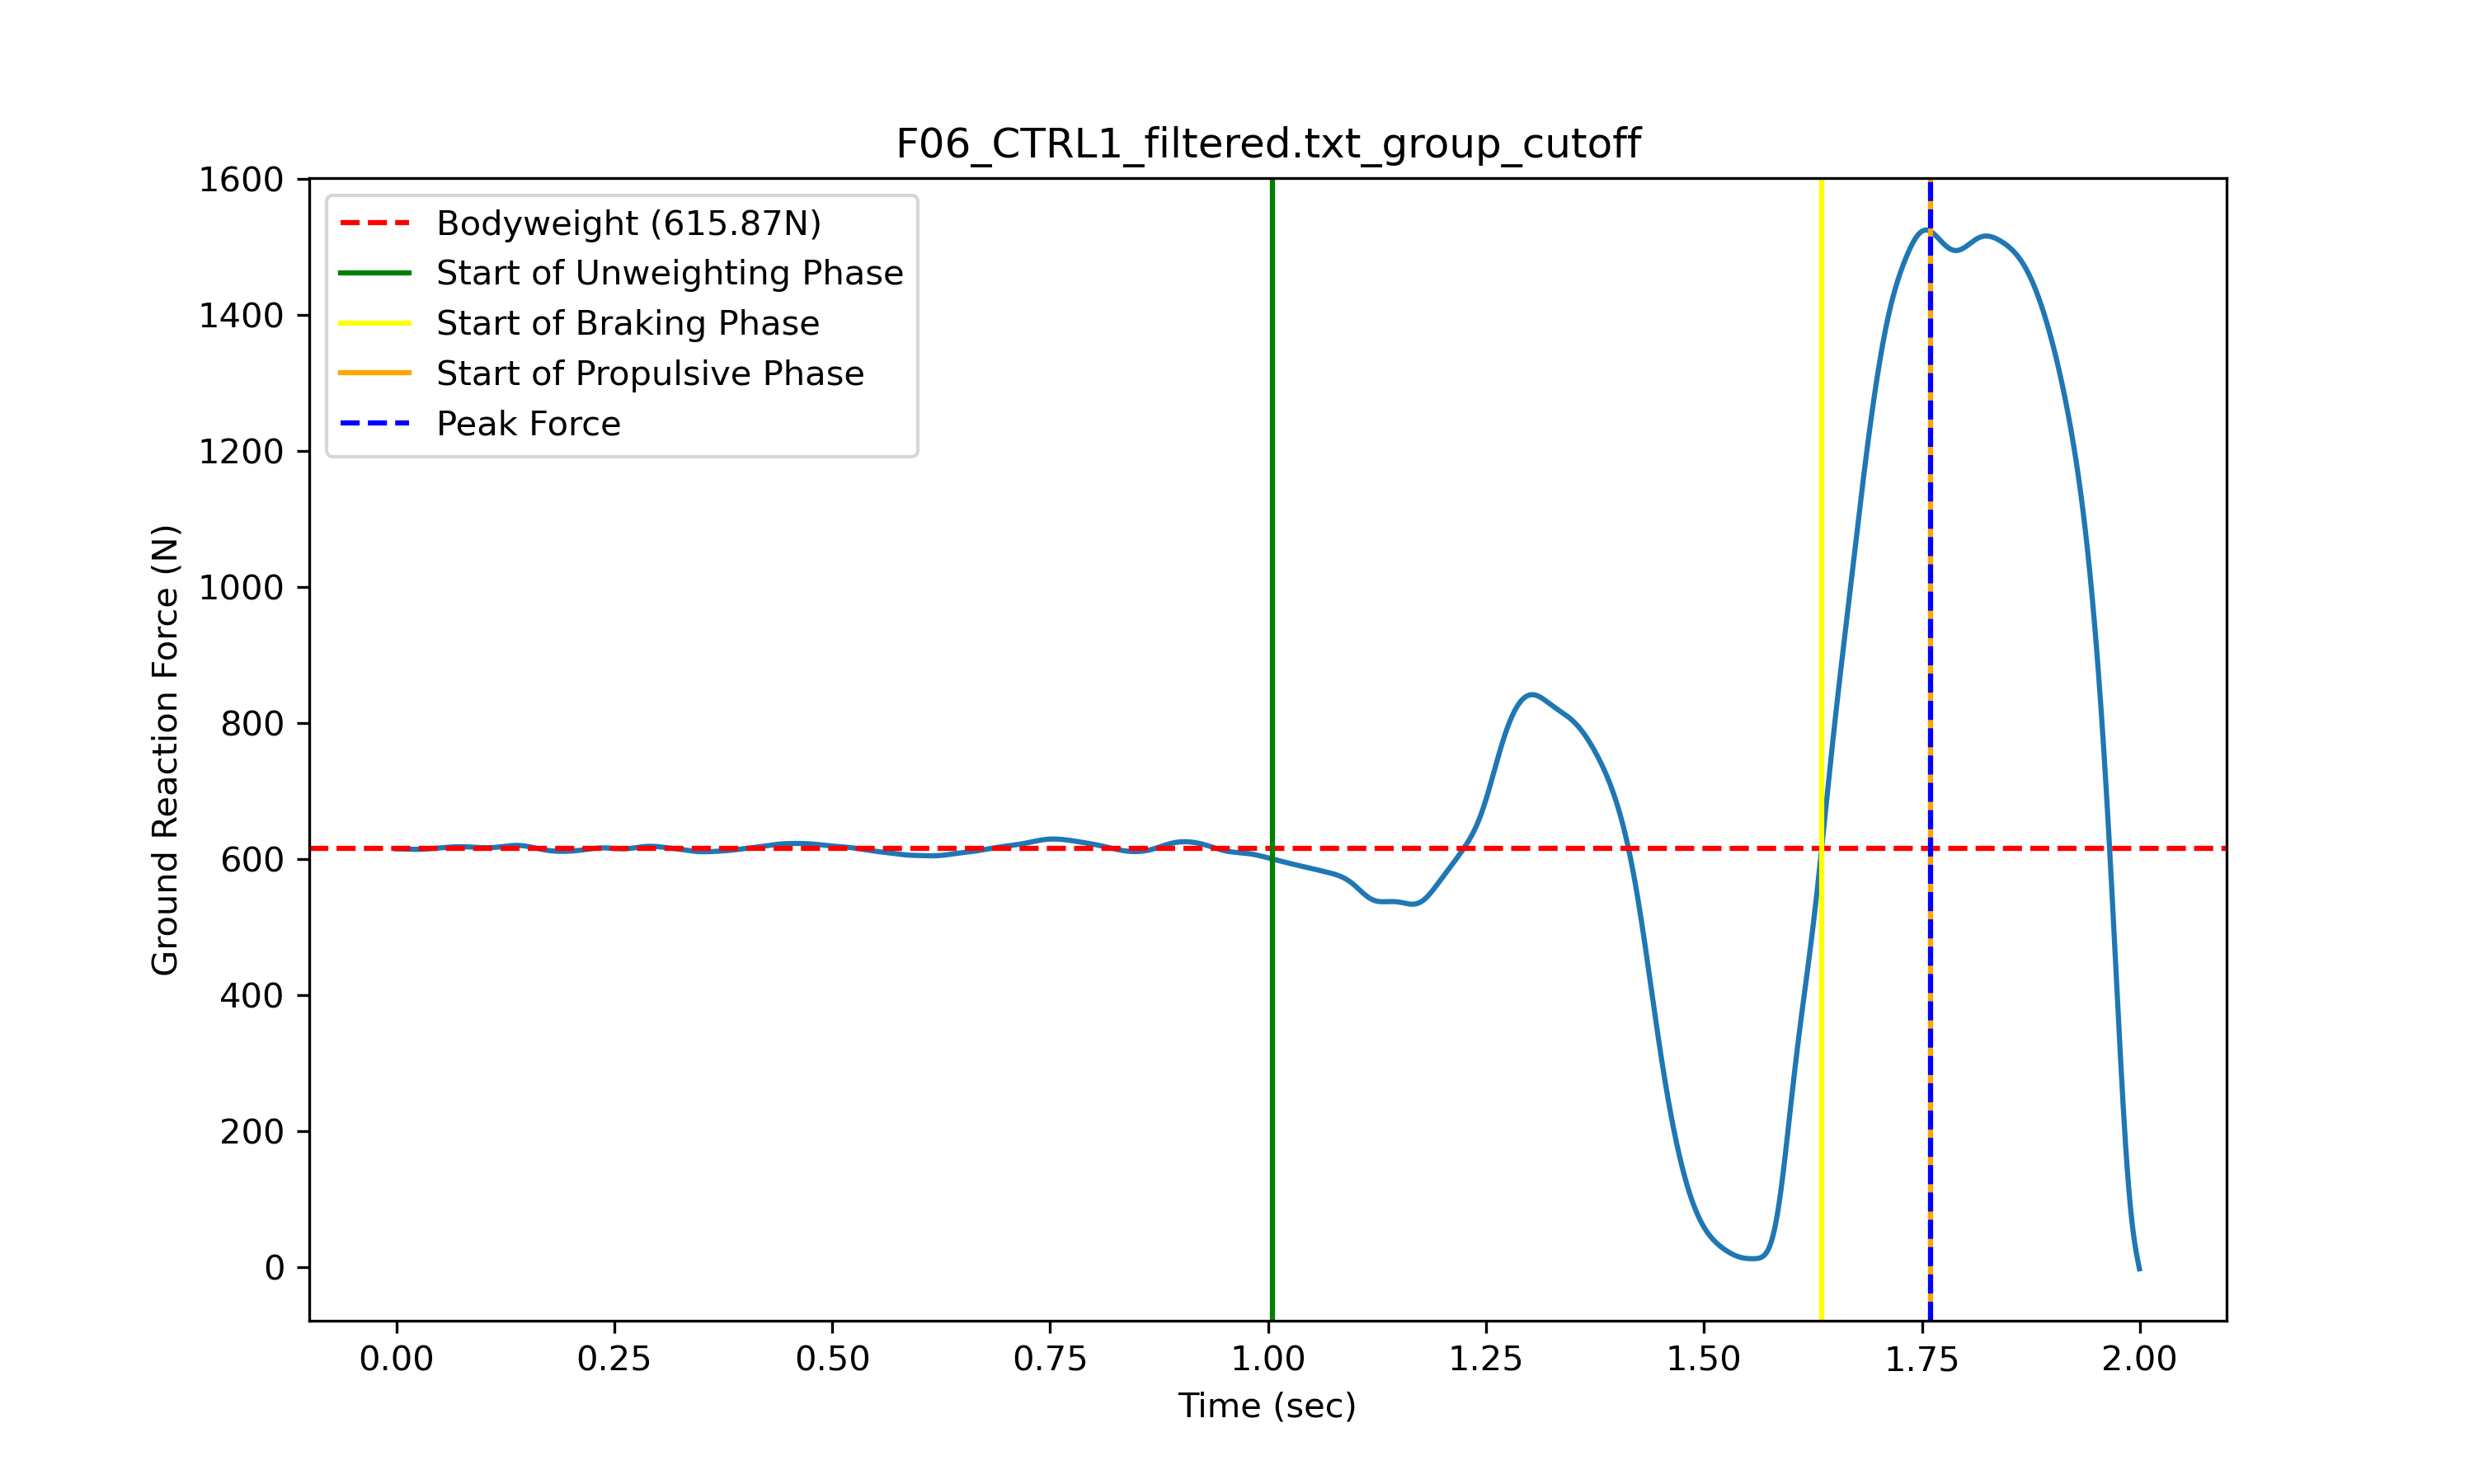 F06_CTRL1_filtered.txt_group_cutoff
1600
1400
1200
1000
800
600
400
200
0
Ground Reaction Force (N)
Bodyweight (615.87N)
Start of Unweighting Phase
Start of Braking Phase
Start of Propulsive Phase
Peak Force
0.00 0.25 0.50 0.75 1.00 1.25 1.50 1.75 2.00
Time (sec)